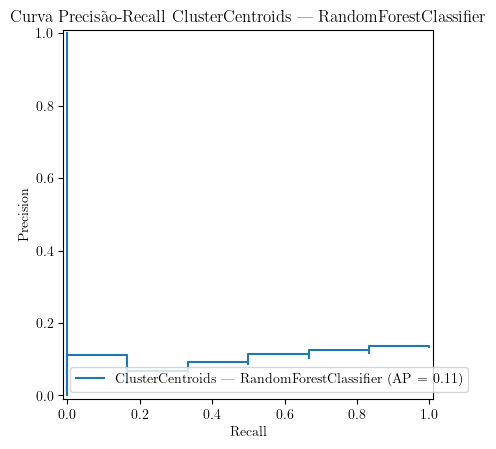 Curva Precisão-Recall ClusterCentroids — RandomForestClassifier
1.0
0.8
0.6
0.4
0.2
0.0
Precision
ClusterCentroids — RandomForestClassifier (AP = 0.11)
0.0 0.2 0.4 0.6 0.8 1.0
Recall